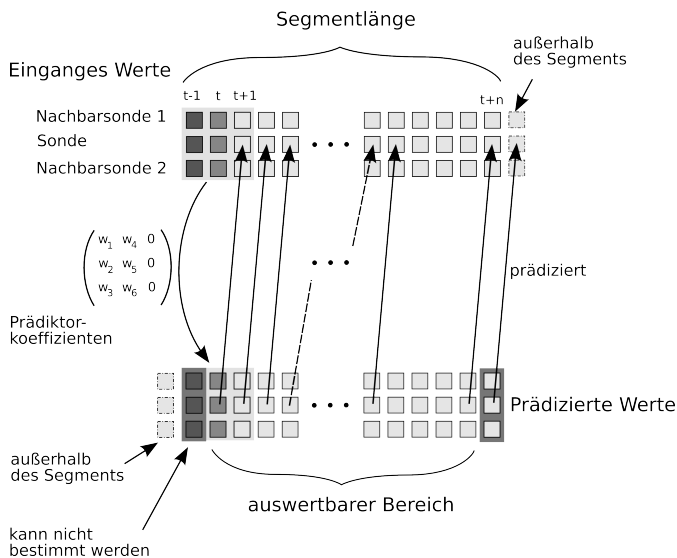 Segmentlänge
außerhalb
des Segments
Einganges Werte
t-1 t t+1
t+n
Nachbarsonde 1
Sonde
Nachbarsonde 2
w1 w4 0
w2 w5 0
w3 w6 0
prädiziert
Prädiktor-
koeffizienten
Prädizierte Werte
außerhalb
des Segments
auswertbarer Bereich
kann nicht
bestimmt werden